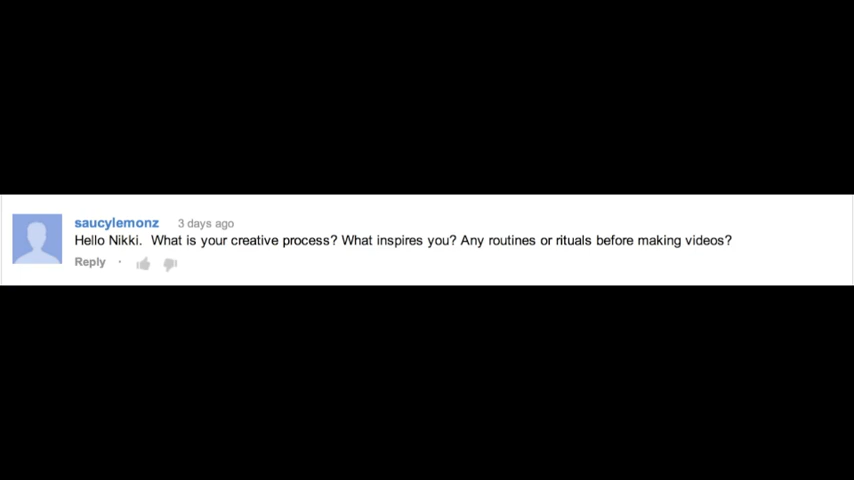 saucylemonz 3 days ago
Hello Nikki. What is your creative process? What inspires you? Any routines or rituals before making videos?
Reply ·